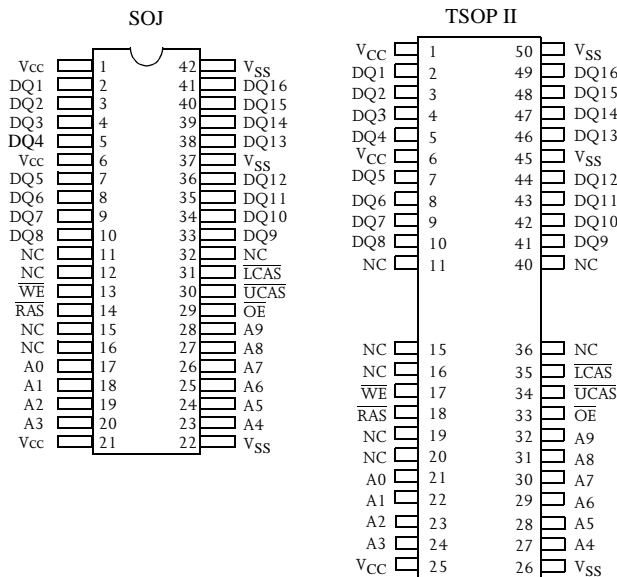 SOJ
Vcc 1 42 VSS
DQ1 2 41 DQ16
DQ2 3 40 DQ15
DQ3 4 39 DQ14
DQ4 5 38 DQ13
Vcc 6 37 VSS
DQ5 7 36 DQ12
DQ6 8 35 DQ11
DQ7 9 34 DQ10
DQ8 10 33 DQ9
NC 11 32 NC
NC 12 31 LCAS
WE 13 30 UCAS
RAS 14 29 OE
NC 15 28 A9
NC 16 27 A8
A0 17 26 A7
A1 18 25 A6
A2 19 24 A5
A3 20 23 A4
Vcc 21 22 VSS
TSOP II
VCC 1 50 VSS
DQ1 2 49 DQ16
DQ2 3 48 DQ15
DQ3 4 47 DQ14
DQ4 5 46 DQ13
VCC 6 45 VSS
DQ5 7 44 DQ12
DQ6 8 43 DQ11
DQ7 9 42 DQ10
DQ8 10 41 DQ9
NC 11 40 NC
NC 15 36 NC
NC 16 35 LCAS
WE 17 34 UCAS
RAS 18 33 OE
NC 19 32 A9
NC 20 31 A8
A0 21 30 A7
A1 22 29 A6
A2 23 28 A5
A3 24 27 A4
VCC 25 26 VSS